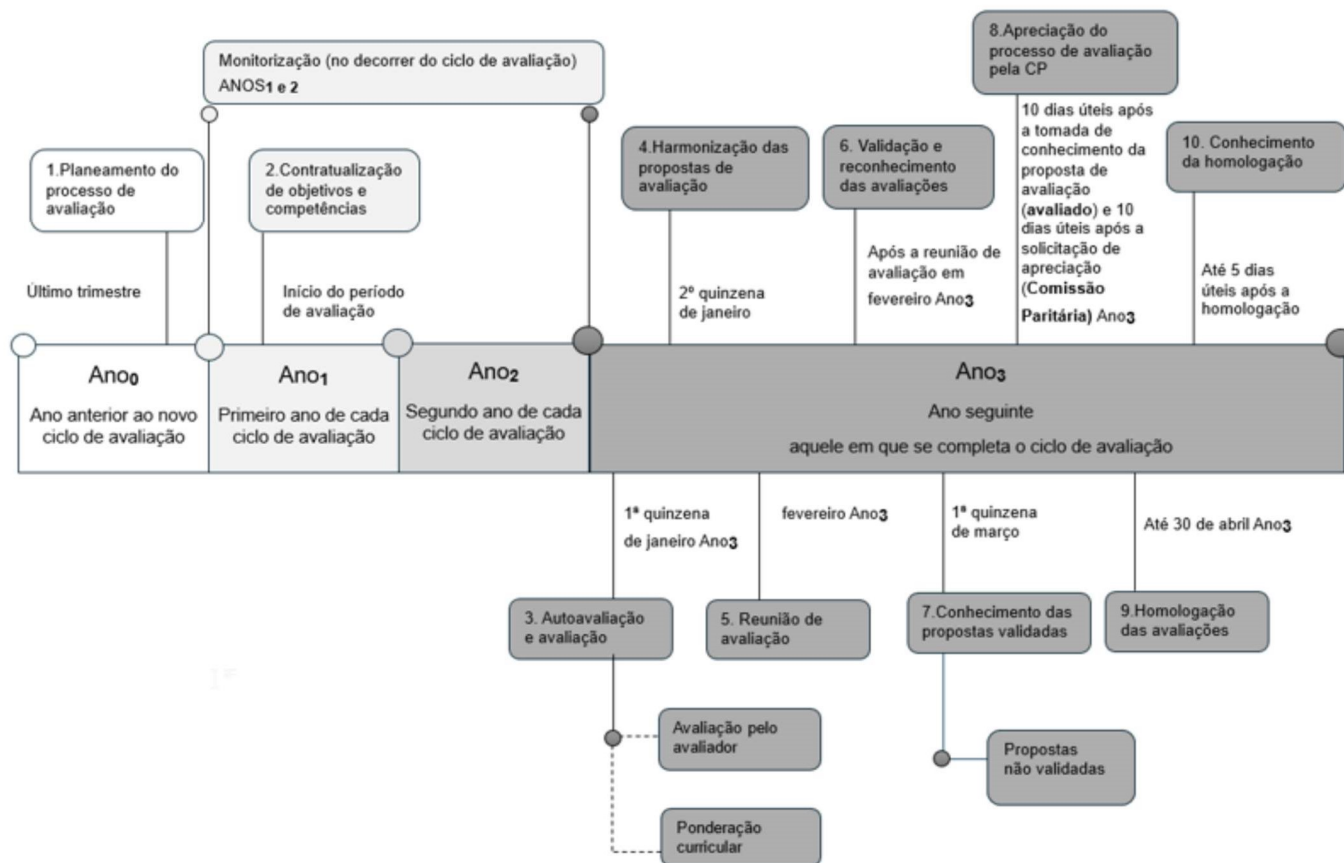 8.Apreciação do
processo de avaliação
pela CP
Monitorização (no decorrer do ciclo de avaliação)
ANOS1 e 2
10 dias úteis após
a tomada de
conhecimento da
proposta de
avaliação
(avaliado) e 10
dias úteis após a
solicitação de
apreciação
(Comissão
Paritária) Ano3
1.Planeamento do
processo de
avaliação
2.Contratualização
de objetivos e
competências
4.Harmonização das
propostas de
avaliação
6. Validação e
reconhecimento
das avaliações
10. Conhecimento
da homologação
Último trimestre
Início do período
de avaliação
2º quinzena
de janeiro
Após a reunião de
avaliação em
fevereiro Ano3
Até 5 dias
úteis após a
homologação
Ano0
Ano anterior ao novo
ciclo de avaliação
Ano1
Primeiro ano de cada
ciclo de avaliação
Ano2
Segundo ano de cada
ciclo de avaliação
Ano3
Ano seguinte
aquele em que se completa o ciclo de avaliação
1ª quinzena
de janeiro Ano3
fevereiro Ano3
1ª quinzena
de março
Até 30 de abril Ano3
3. Autoavaliação
e avaliação
5. Reunião de
avaliação
7.Conhecimento das
propostas validadas
9.Homologação
das avaliações
Avaliação pelo
avaliador
Propostas
não validadas
Ponderação
curricular